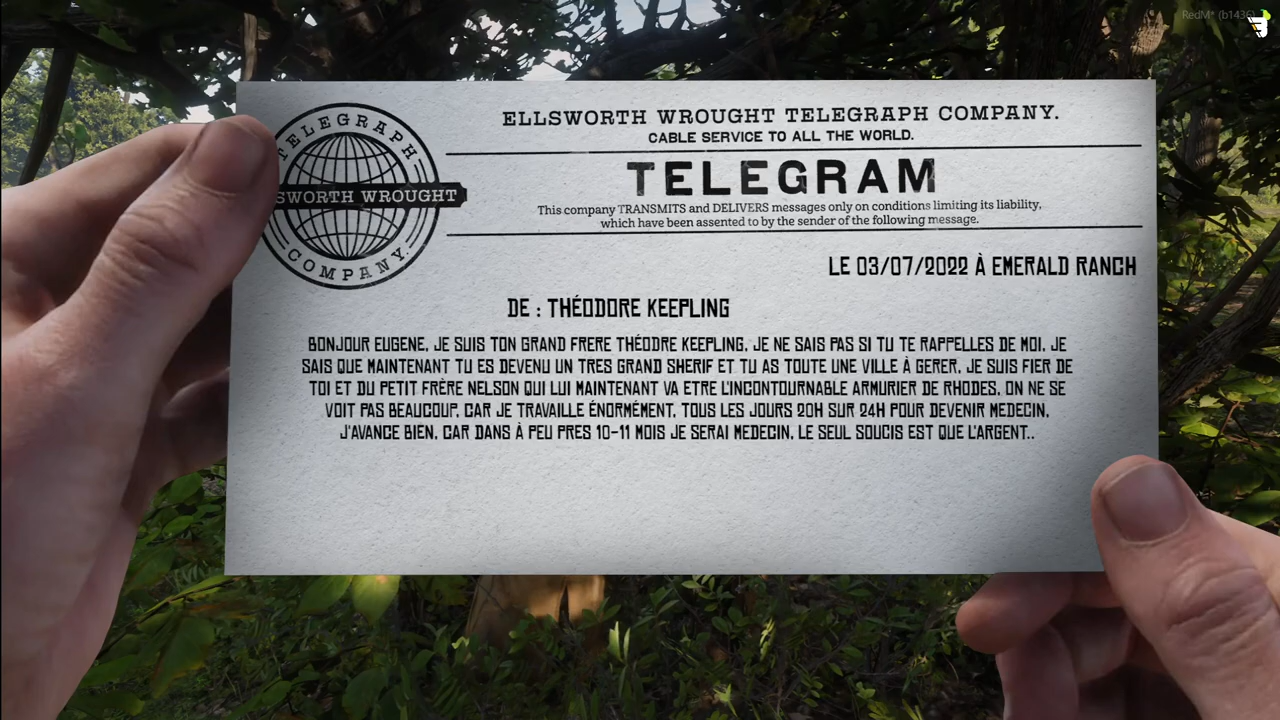 RedM* (b1436)
TELEGRAPH
SWORTH WROUGHT
COMPANY.
ELLSWORTH WROUGHT TELEGRAPH COMPANY.
CABLE SERVICE TO ALL THE WORLD.
TELEGRAM
This company TRANSMITS and DELIVERS messages only on conditions limiting its liability,
which have been assented to by the sender of the following message.
LE 03/07/2022 À EMERALD RANCH
DE : THÉODORE KEEPLING
BONJOUR EUGENE, JE SUIS TON GRAND FRERE THÉODRE KEEPLING, JE NE SAIS PAS SI TU TE RAPPELLES DE MOI, JE
SAIS QUE MAINTENANT TU ES DEVENU UN TRES GRAND SHERIF ET TU AS TOUTE UNE VILLE À GERER, JE SUIS FIER DE
TOI ET DU PETIT FRÈRE NELSON QUI LUI MAINTENANT VA ETRE L'INCONTOURNABLE ARMURIER DE RHODES, ON NE SE
VOIT PAS BEAUCOUP, CAR JE TRAVAILLE ÉNORMÉMENT, TOUS LES JOURS 20H SUR 24H POUR DEVENIR MEDECIN,
J'AVANCE BIEN, CAR DANS À PEU PRES 10-11 MOIS JE SERAI MEDECIN, LE SEUL SOUCIS EST QUE L'ARGENT..